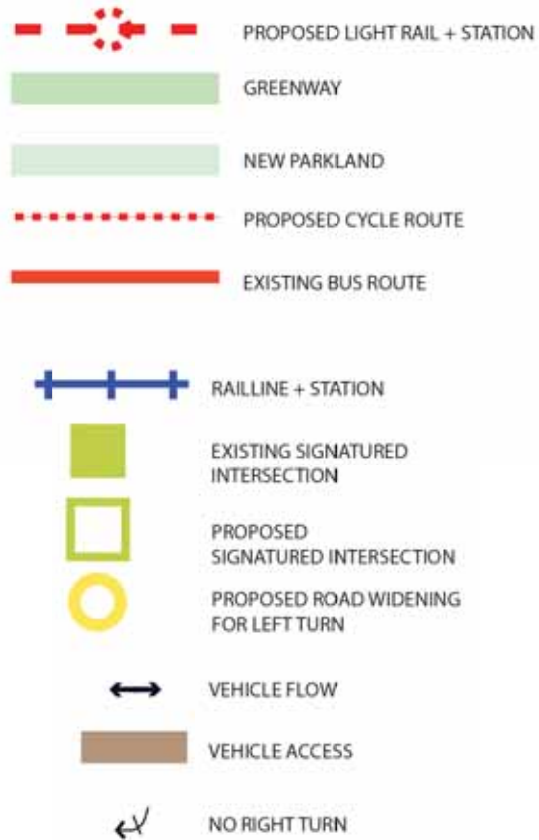 PROPOSED LIGHT RAIL + STATION
GREENWAY
NEW PARKLAND
PROPOSED CYCLE ROUTE
EXISTING BUS ROUTE
RAILLINE + STATION
EXISTING SIGNATURED
INTERSECTION
PROPOSED
SIGNATURED INTERSECTION
PROPOSED ROAD WIDENING
FOR LEFT TURN
VEHICLE FLOW
VEHICLE ACCESS
NO RIGHT TURN